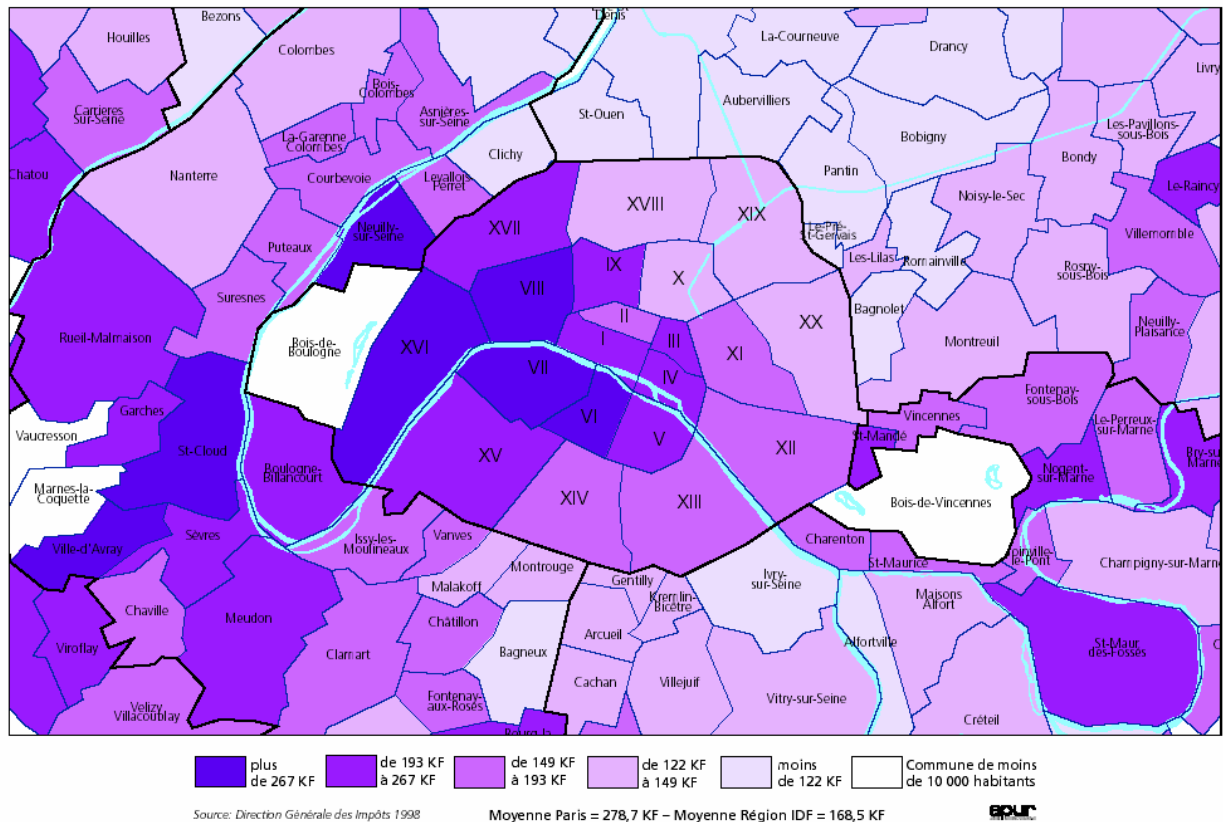 Bezons
St-
Denis
Houilles
Colombes
La-Courneuve
Drancy
Livry
Bois-
Colombes
Carrieres
Sur-Seine
Asnières-
sur-Seine
St-Ouen
Aubervilliers
Les-Pavillons-
sous-Bois
La-Garenne
Colombes
Clichy
Bobigny
Bondy
Chatou
Nanterre
Courbevoie
Levallois
Perret
Pantin
Le-Raincy
Noisy-le-Sec
XVIII
XIX
Neuilly-
sur-Seine
XVII
Le-Pré-
St-Gervais
Villemomble
Puteaux
Les-Lilas
Romainville
Rosny-
sous-Bois
IX
X
VIII
Suresnes
Bagnolet
II
XX
Neuilly-
Plaisance
Rueil-Malmaison
Bois-de-
Boulogne
XVI
I
III
XI
Montreuil
VII
IV
Fontenay-
sous-Bois
Garches
VI
Vincennes
Le-Perreux-
sur-Marne
Vaucresson
St-Cloud
V
St-Mandé
XII
XV
Boulogne-
Billancourt
Nogent-
sur-Marne
Bry-su
Marne
Marnes-la-
Coquette
XIV
XIII
Bois-de-Vincennes
Sèvres
Ville-d'Avray
Issy-les-
Moulineaux
Vanves
Charenton
St-Maurice
oinville-
le-Pont
Champigny-sur-Marn
Malakoff
Montrouge
Gentilly
Ivry-
sur-Seine
Kremlin-
Bicêtre
Maisons
Alfort
Chaville
Meudon
Châtillon
Arcueil
Alfortville
Viroflay
Clamart
Bagneux
St-Maur
des-Fossés
C
Cachan
Villejuif
Vitry-sur-Seine
Fontenay-
aux-Roses
Velizy
Villacoublay
Créteil
Bourg-la-
plus
de 267 KF
de 193 KF
à 267 KF
de 149 KF
à 193 KF
de 122 KF
à 149 KF
moins
de 122 KF
Commune de moins
de 10 000 habitants
Source: Direction Générale des Impôts 1998
Moyenne Paris = 278,7 KF – Moyenne Région IDF = 168,5 KF
apur